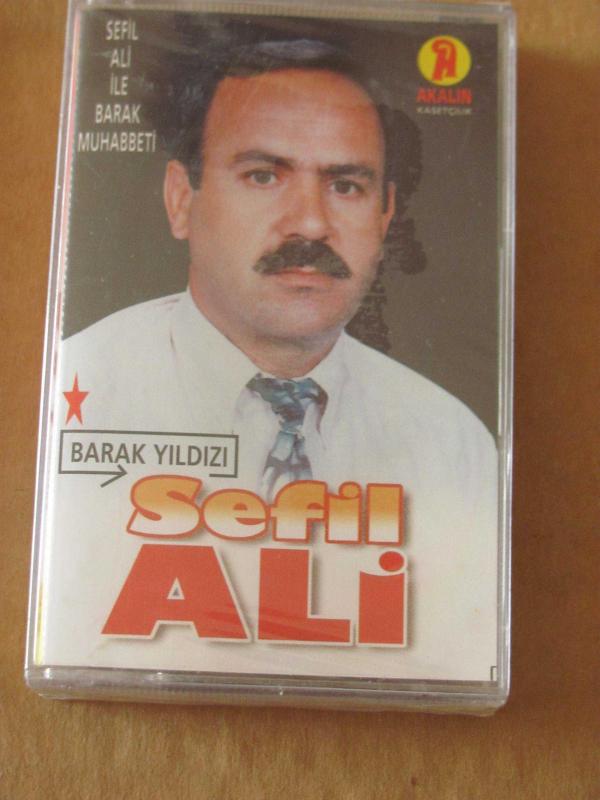 SEFİL
ALİ
İLE
BARAK
MUHABBETİ
AKALIN
KASETÇİLİK
BARAK YILDIZI
Sefil
ALİ